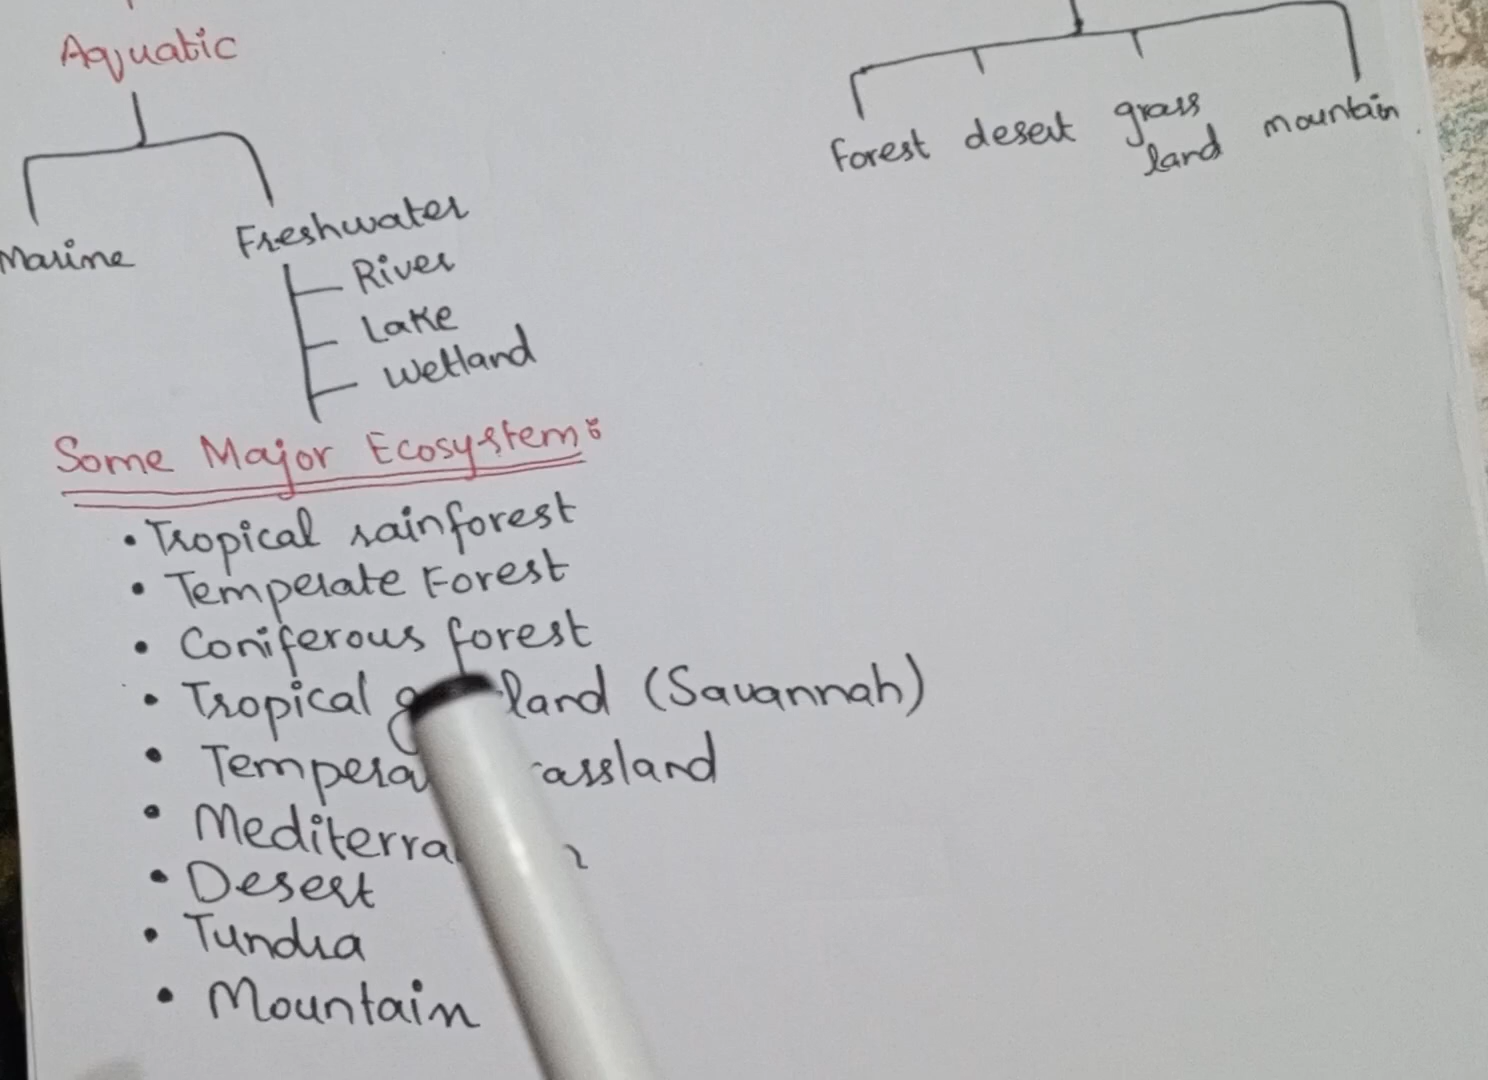 Aquatic
Marine
Freshwater
River
Lake
Wetland
Forest desert grass mountain
land
Some Major Ecosystem:
• Tropical rainforest
• Temperate Forest
• Coniferous forest
• Tropical land (Savannah)
• Tempera assland
• Mediterra
• Desert
• Tundra
• Mountain